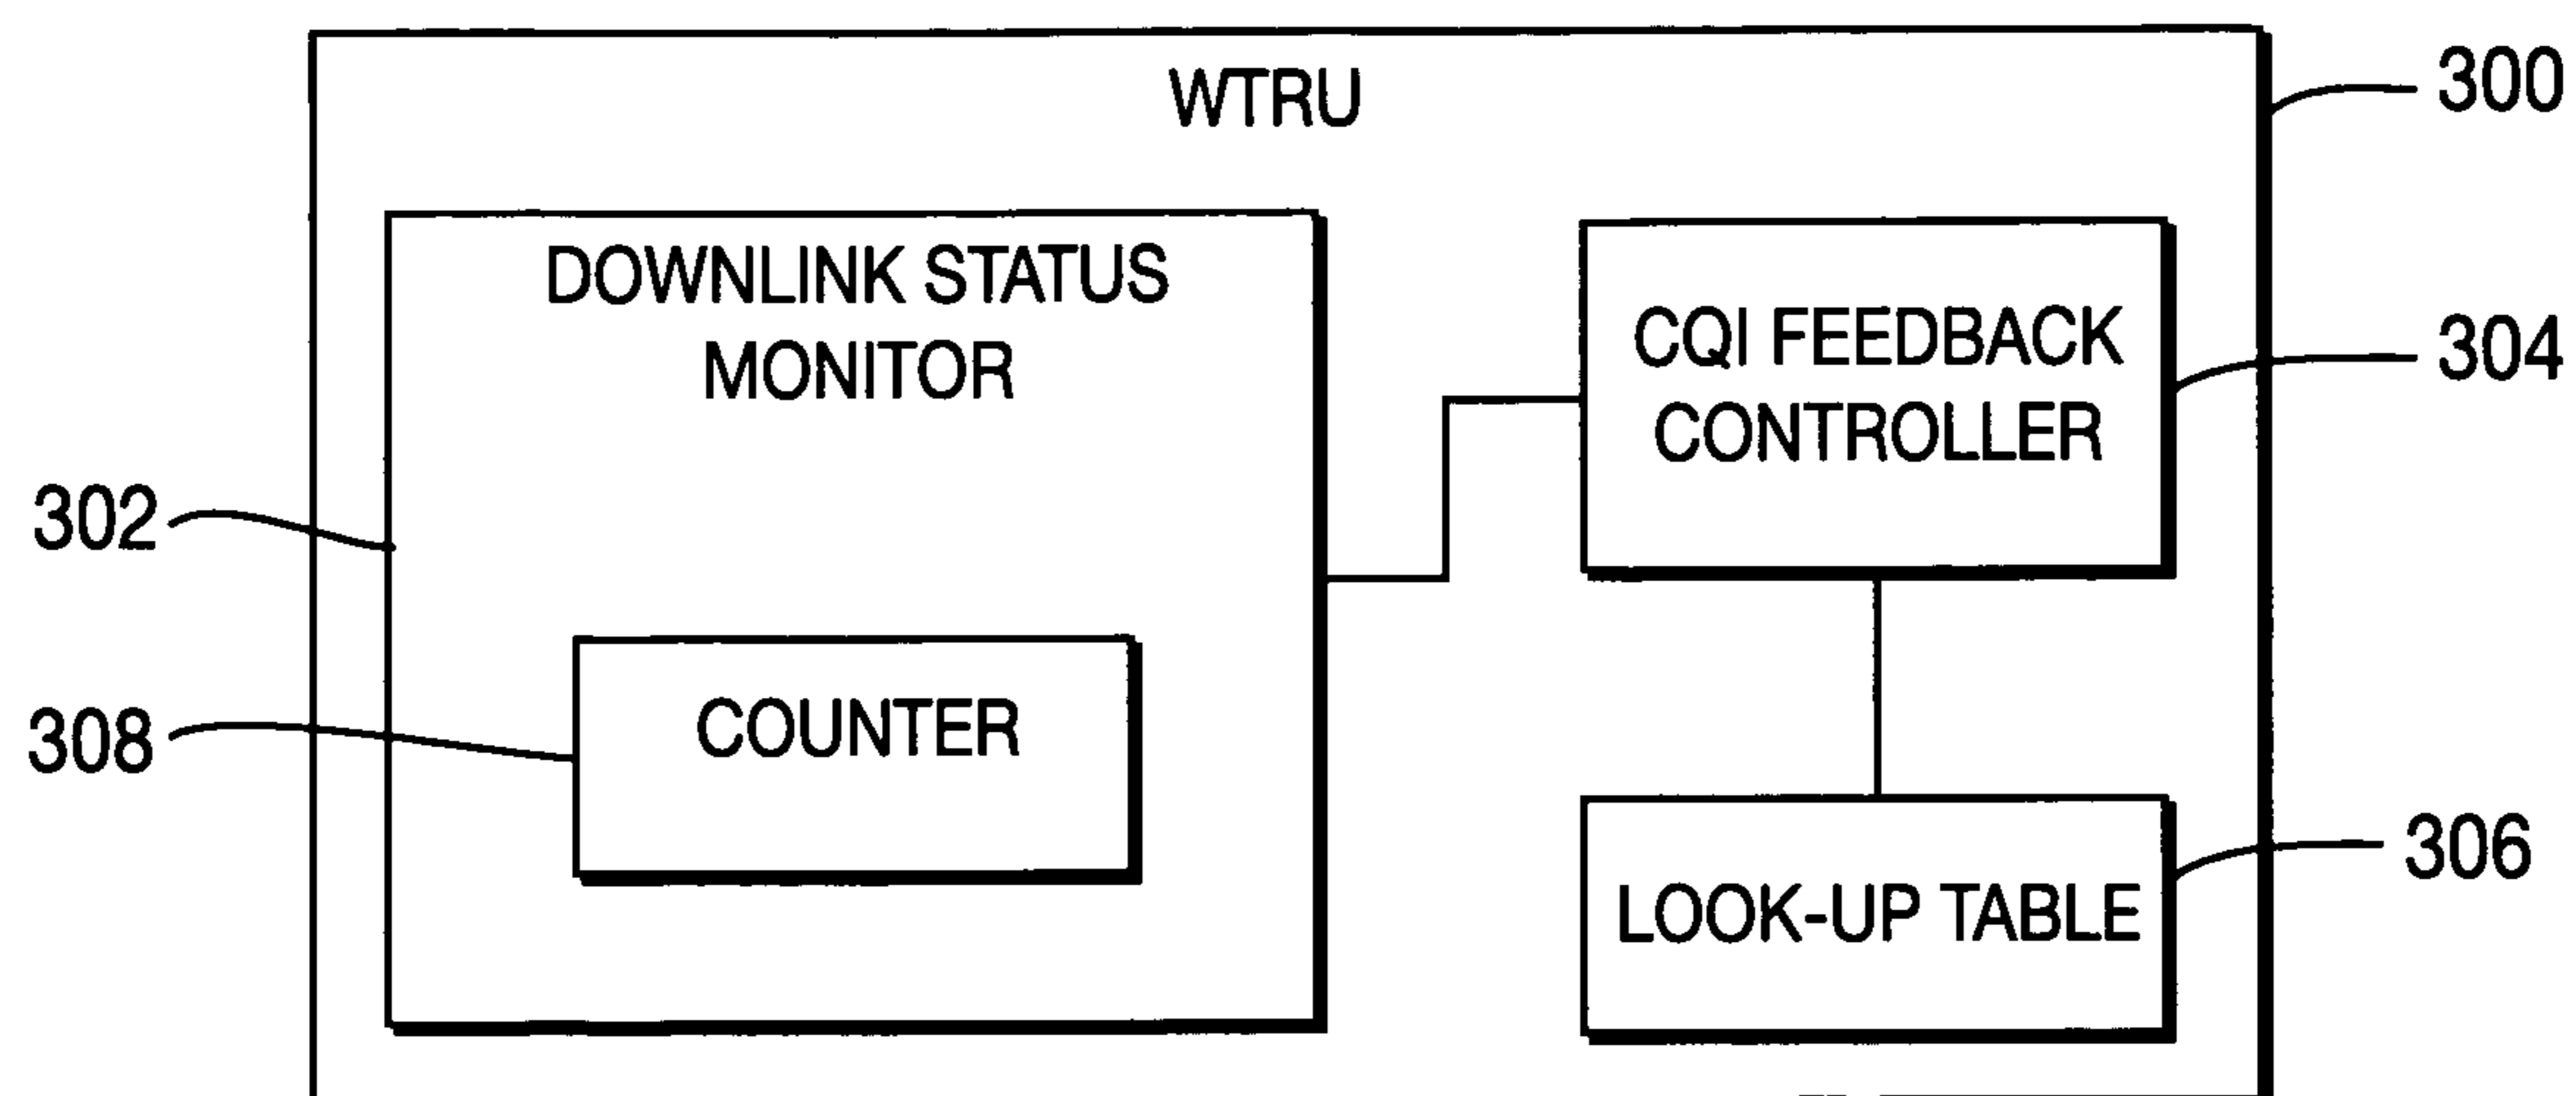 WTRU
300
DOWNLINK STATUS
MONITOR
CQI FEEDBACK
CONTROLLER
304
302
COUNTER
308
LOOK-UP TABLE
306